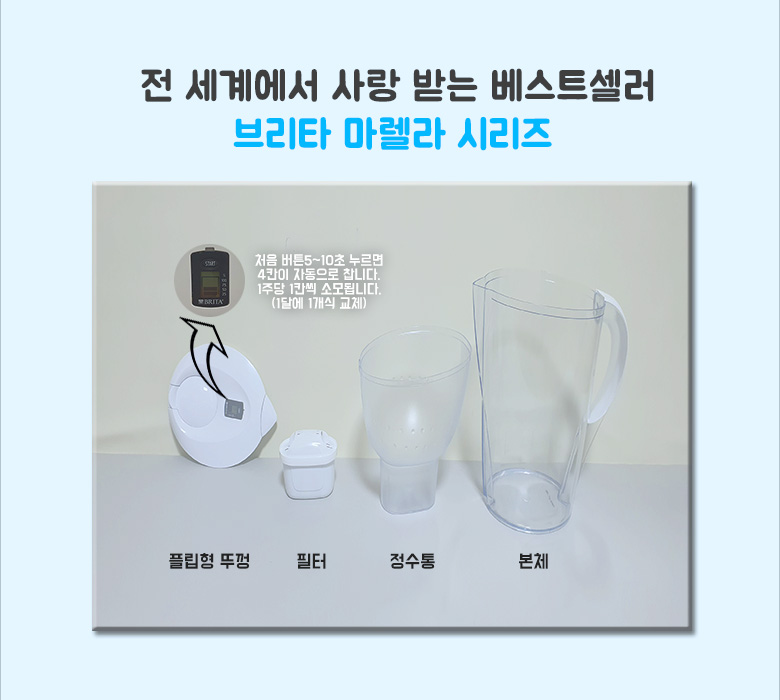 전 세계에서 사랑 받는 베스트셀러
브리타 마렐라 시리즈
처음 버튼5~10초 누르면
4칸이 자동으로 찹니다.
1주당 1칸씩 소모됩니다.
(1달에 1개식 교체)
BRITA
플립형 뚜껑
필터
정수통
본체